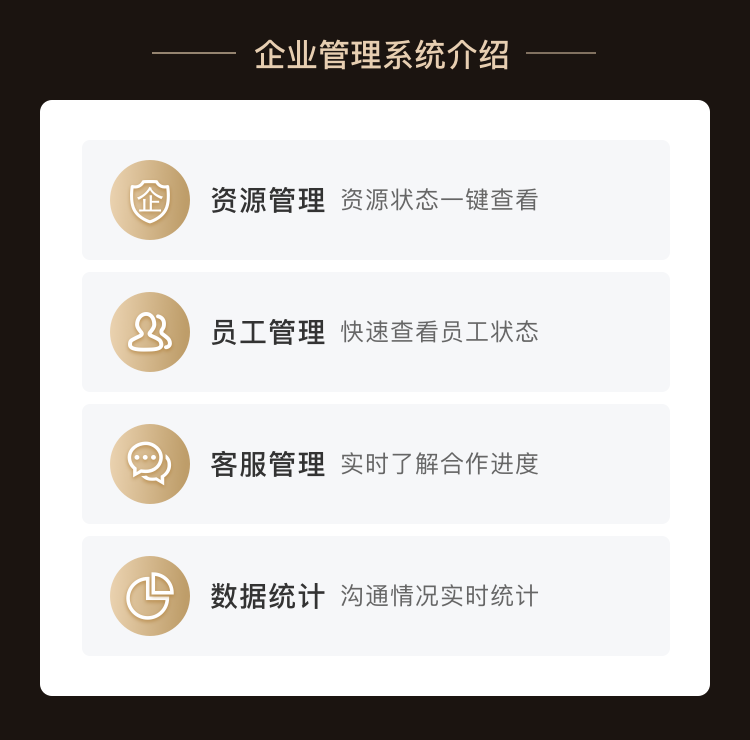 企业管理系统介绍
企
资源管理 资源状态一键查看
员工管理 快速查看员工状态
客服管理 实时了解合作进度
数据统计 沟通情况实时统计